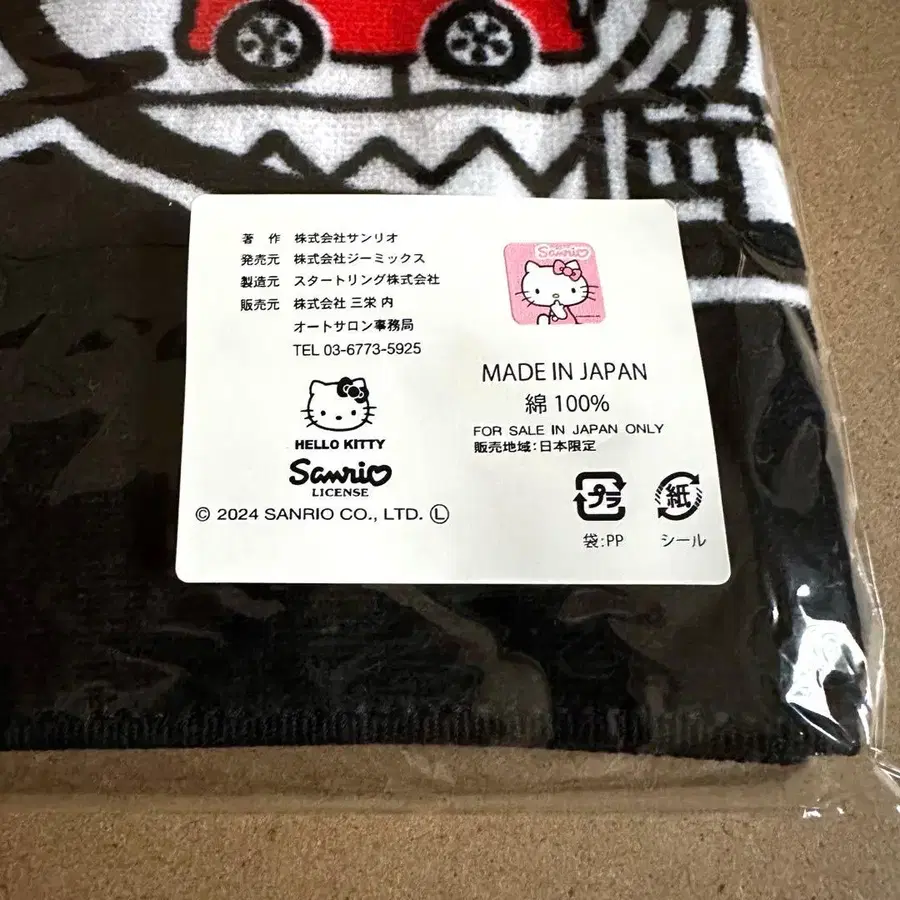 著 作 株式会社サンリオ
発売元 株式会社ジーミックス
製造元 スタートリング株式会社
販売元 株式会社 三栄 内
オートサロン事務局
TEL 03-6773-5925
HELLO KITTY
Sanrio
LICENSE
© 2024 SANRIO CO., LTD. Ⓛ
Sanrio
MADE IN JAPAN
綿 100%
FOR SALE IN JAPAN ONLY
販売地域:日本限定
プラ 紙
袋:PP シール